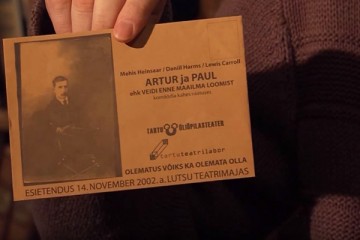 Mehis Heinsaar / Daniil Harms / Lewis Carroll
ARTUR ja PAUL
ehk VEIDI ENNE MAAILMA LOOMIST
TARTU ÜLIÕPILASTEATER
tartuteatrilabor
OLEMATUS VÕIKS KA OLEMATA OLLA
ESIETENDUS 14. NOVEMBER 2002. a. LUTSU TEATRIMAJAS